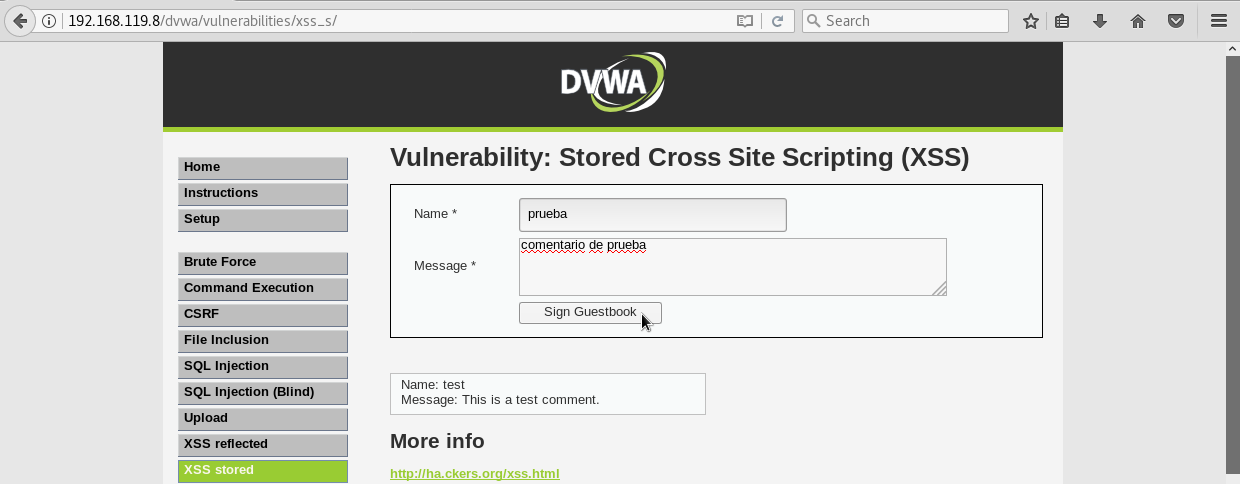 192.168.119.8/dvwa/vulnerabilities/xss_s/
Search
DVWA
Home
Instructions
Setup
Brute Force
Command Execution
CSRF
File Inclusion
SQL Injection
SQL Injection (Blind)
Upload
XSS reflected
XSS stored
Vulnerability: Stored Cross Site Scripting (XSS)
Name * prueba
Message * comentario de prueba
Sign Guestbook
Name: test
Message: This is a test comment.
More info
http://ha.ckers.org/xss.html